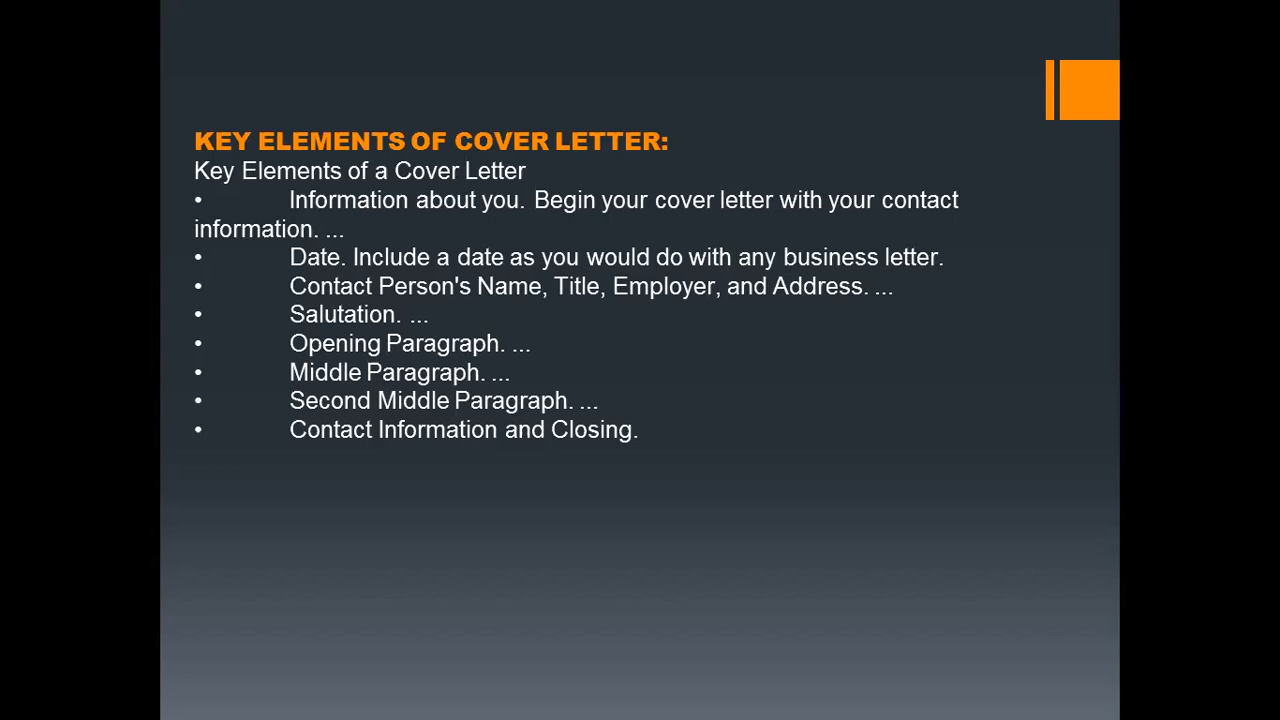 KEY ELEMENTS OF COVER LETTER:
Key Elements of a Cover Letter
• Information about you. Begin your cover letter with your contact
information. ...
• Date. Include a date as you would do with any business letter.
• Contact Person's Name, Title, Employer, and Address. ...
• Salutation. ...
• Opening Paragraph. ...
• Middle Paragraph. ...
• Second Middle Paragraph. ...
• Contact Information and Closing.